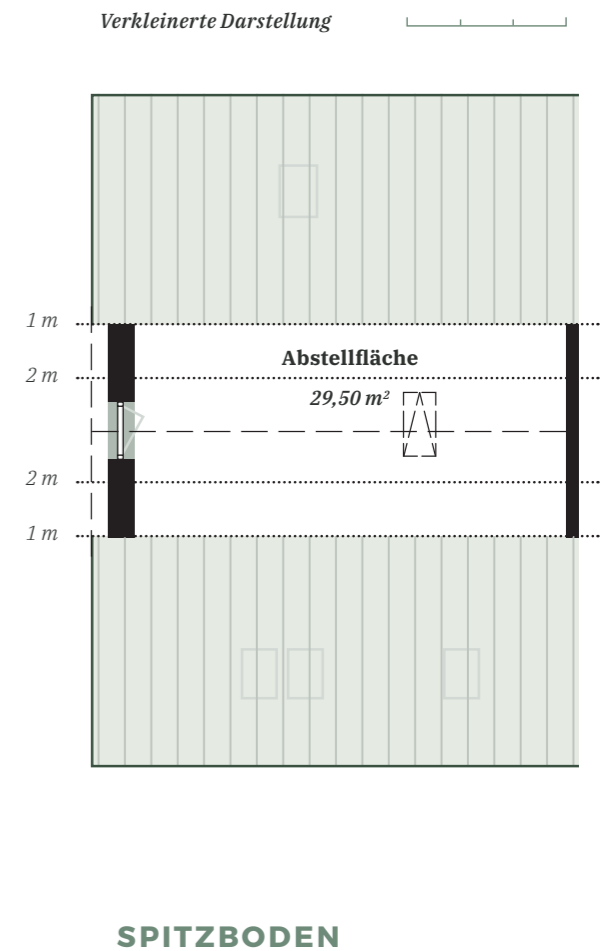 Verkleinerte Darstellung
1 m
Abstellfläche
2 m
29,50 m²
2 m
1 m
SPITZBODEN